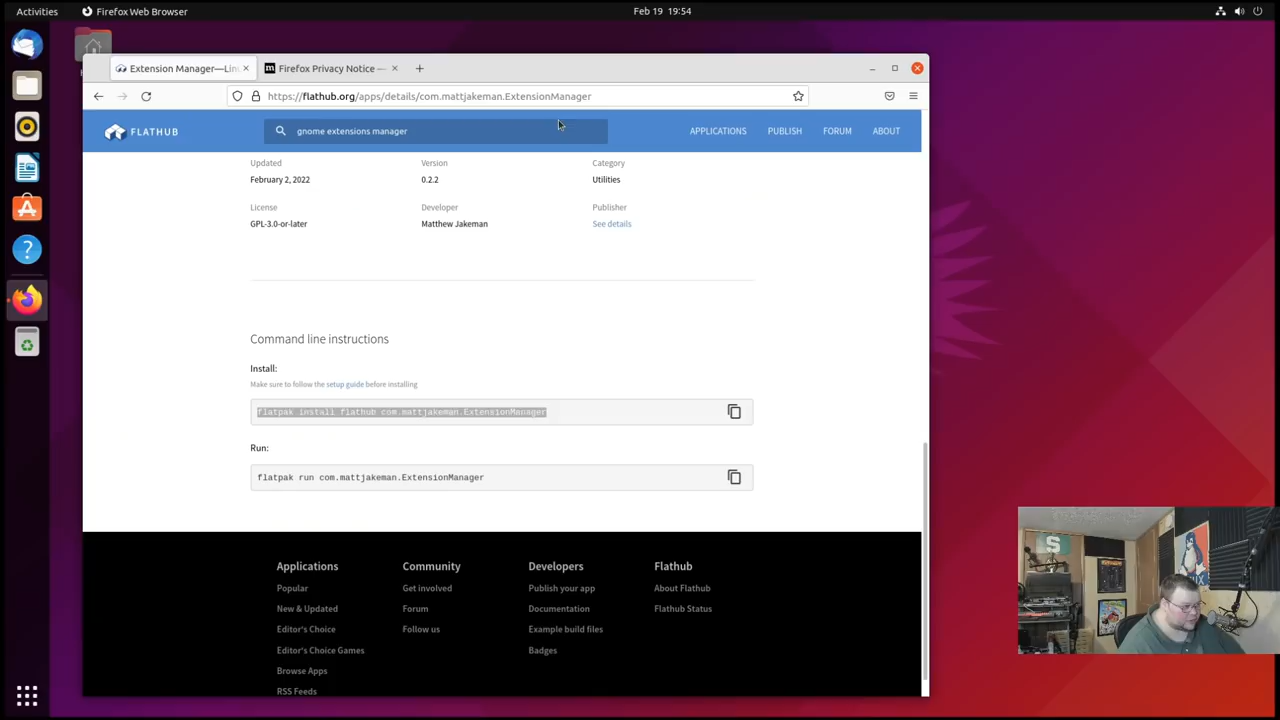 Activities
Firefox Web Browser
Feb 19 19:54
Extension Manager—Linu
Firefox Privacy Notice —
https://flathub.org/apps/details/com.mattjakeman.ExtensionManager
FLATHUB
gnome extensions manager
APPLICATIONS
PUBLISH
FORUM
ABOUT
Updated
Version
Category
February 2, 2022
0.2.2
Utilities
License
Developer
Publisher
GPL-3.0-or-later
Matthew Jakeman
See details
Command line instructions
Install:
Make sure to follow the setup guide before installing
flatpak install flathub com.mattjakeman.ExtensionManager
Run:
flatpak run com.mattjakeman.ExtensionManager
Applications
Community
Developers
Flathub
Popular
Get involved
Publish your app
About Flathub
New & Updated
Forum
Documentation
Flathub Status
Editor's Choice
Follow us
Example build files
Editor's Choice Games
Badges
Browse Apps
RSS Feeds
S